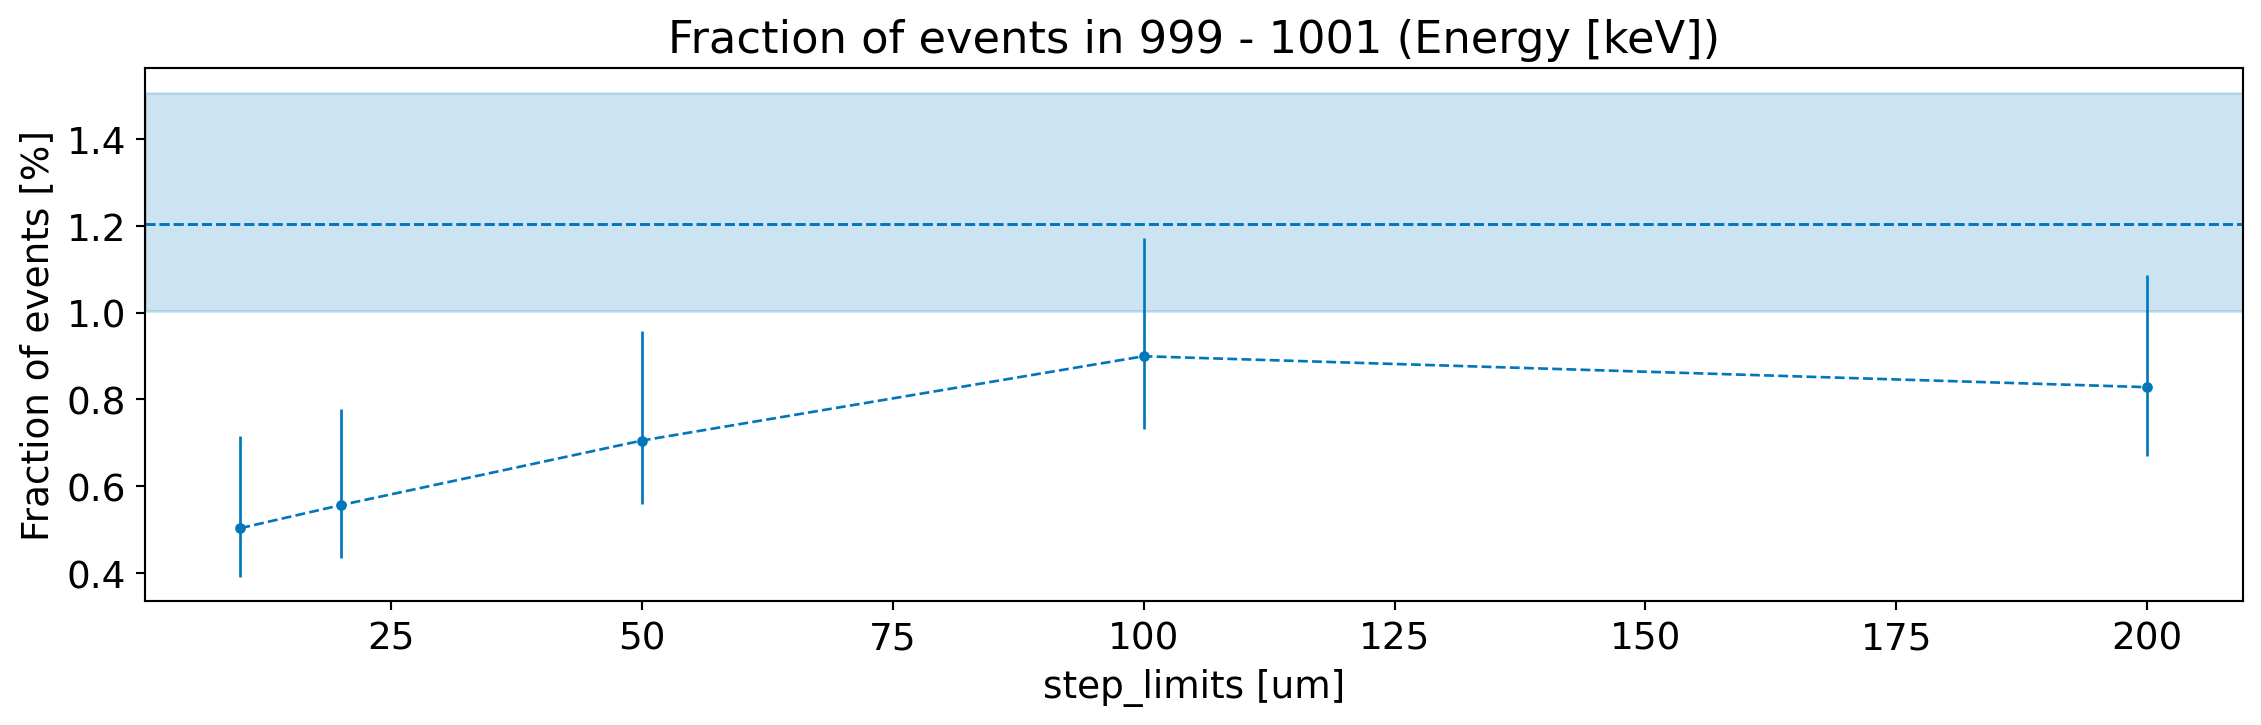 Fraction of events in 999 - 1001 (Energy [keV])
Fraction of events [%]
1.4
1.2
1.0
0.8
0.6
0.4
25 50 75 100 125 150 175 200
step_limits [um]